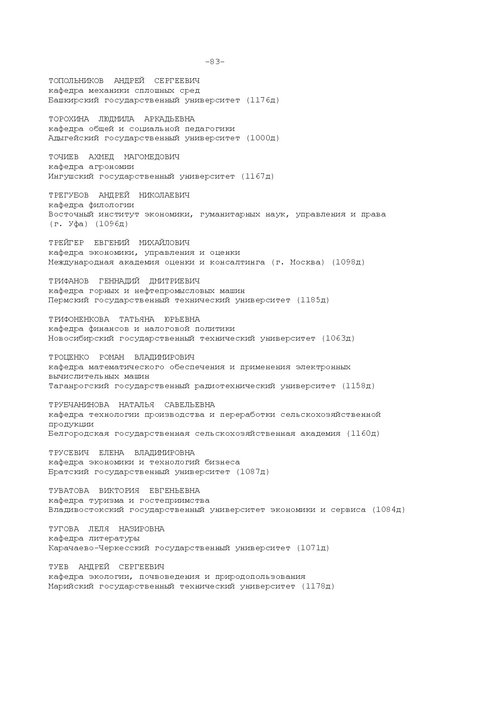 -83-
ТОПОЛЬНИКОВ АНДРЕЙ СЕРГЕЕВИЧ
кафедра механики сплошных сред
Башкирский государственный университет (1176д)
ТОРОХИНА ЛЮДМИЛА АРКАДЬЕВНА
кафедра общей и социальной педагогики
Адыгейский государственный университет (1000д)
ТОЧИЕВ АХМЕД МАГОМЕДОВИЧ
кафедра агрономии
Ингушский государственный университет (1167д)
ТРЕГУБОВ АНДРЕЙ НИКОЛАЕВИЧ
кафедра филологии
Восточный институт экономики, гуманитарных наук, управления и права
(г. Уфа) (1096д)
ТРЕЙГЕР ЕВГЕНИЙ МИХАЙЛОВИЧ
кафедра экономики, управления и оценки
Международная академия оценки и консалтинга (г. Москва) (1098д)
ТРИФАНОВ ГЕННАДИЙ ДМИТРИЕВИЧ
кафедра горных и нефтепромысловых машин
Пермский государственный технический университет (1185д)
ТРИФОНЕНКОВА ТАТЬЯНА ЮРЬЕВНА
кафедра финансов и налоговой политики
Новосибирский государственный технический университет (1063д)
ТРОЦЕНКО РОМАН ВЛАДИМИРОВИЧ
кафедра математического обеспечения и применения электронных
вычислительных машин
Таганрогский государственный радиотехнический университет (1158д)
ТРУБЧАНИНОВА НАТАЛЬЯ САВЕЛЬЕВНА
кафедра технологии производства и переработки сельскохозяйственной
продукции
Белгородская государственная сельскохозяйственная академия (1160д)
ТРУСЕВИЧ ЕЛЕНА ВЛАДИМИРОВНА
кафедра экономики и технологий бизнеса
Братский государственный университет (1087д)
ТУВАТОВА ВИКТОРИЯ ЕВГЕНЬЕВНА
кафедра туризма и гостеприимства
Владивостокский государственный университет экономики и сервиса (1084д)
ТУГОВА ЛЕЛЯ НАЗИРОВНА
кафедра литературы
Карачаево-Черкесский государственный университет (1071д)
ТУЕВ АНДРЕЙ СЕРГЕЕВИЧ
кафедра экологии, почвоведения и природопользования
Марийский государственный технический университет (1178д)